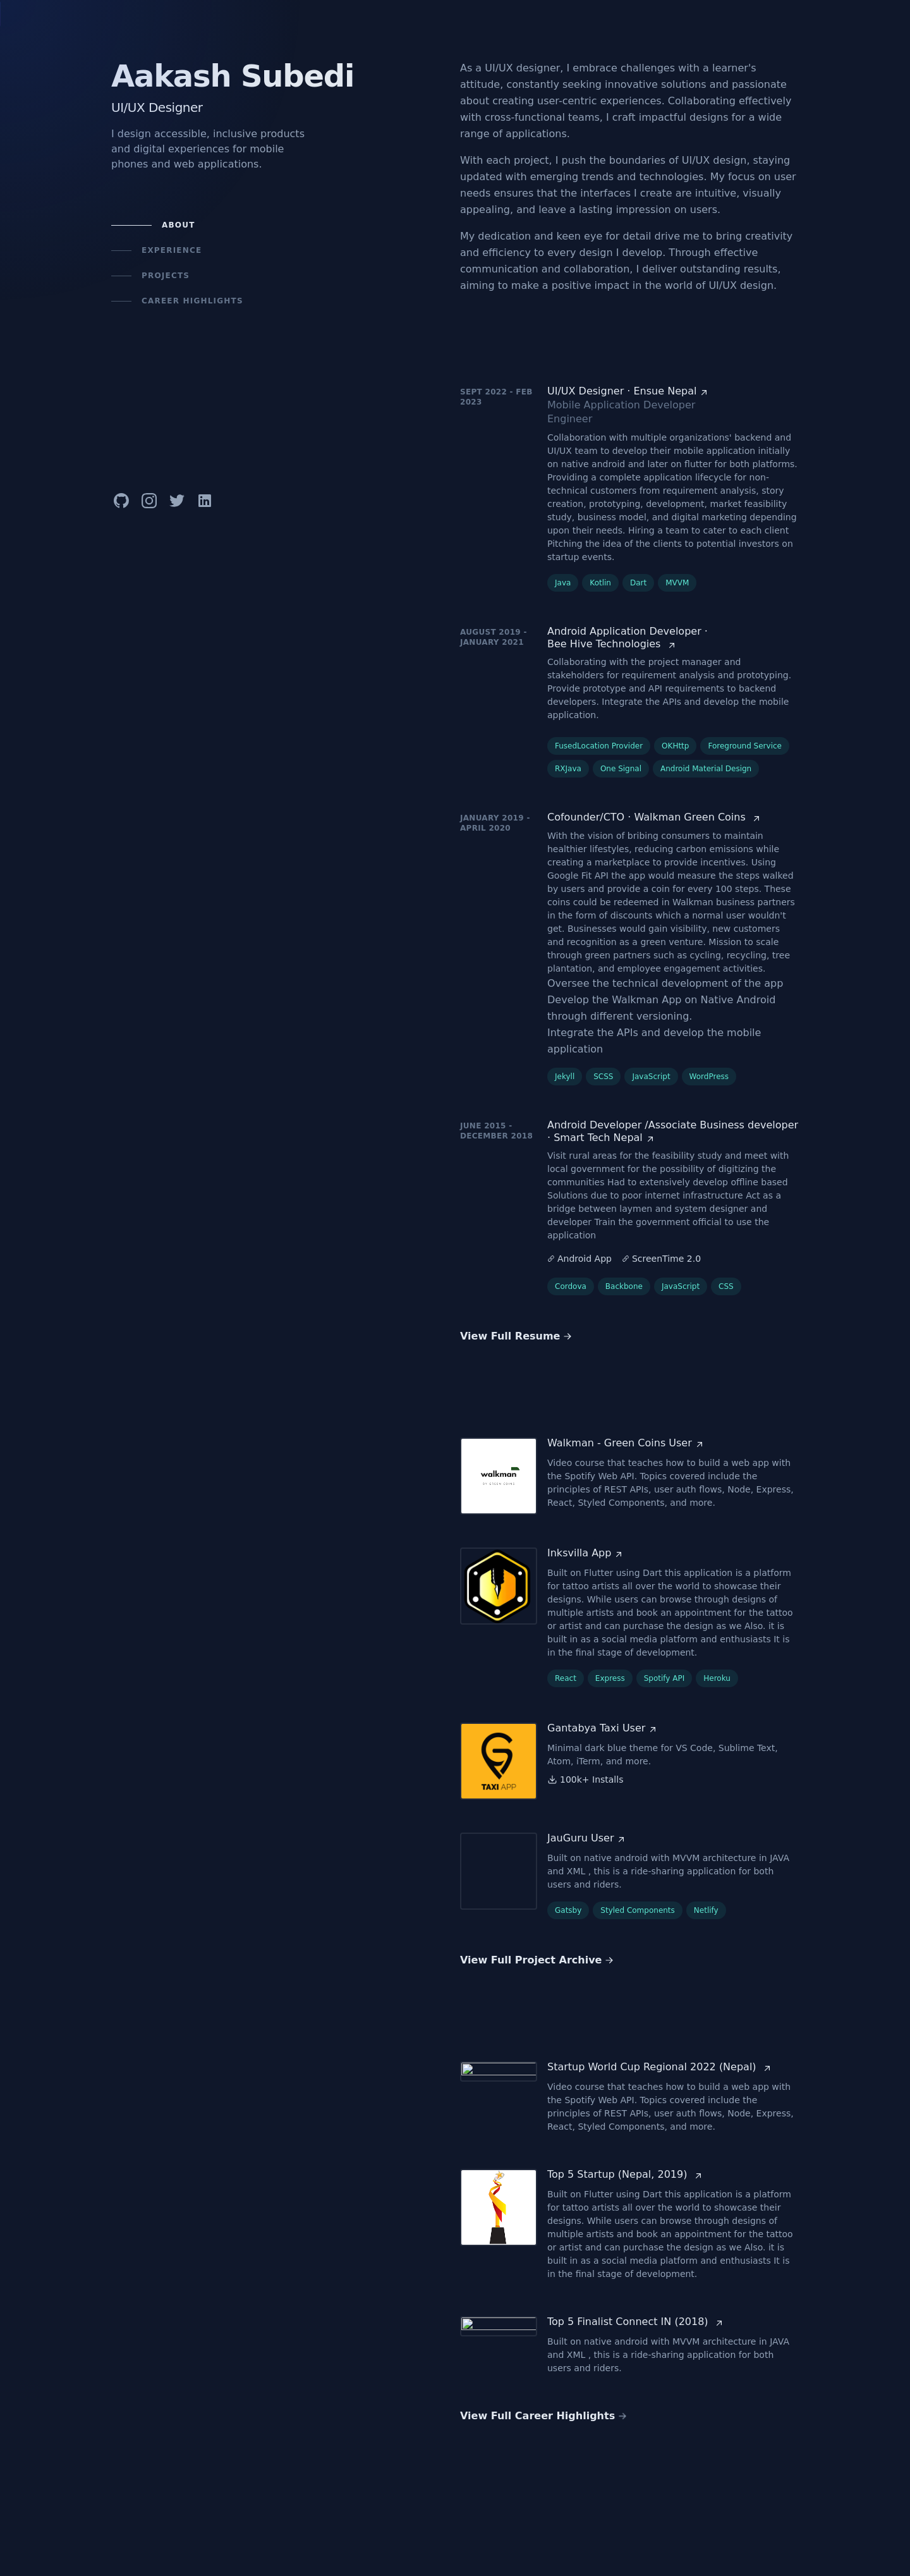 Aakash Subedi
UI/UX Designer
I design accessible, inclusive products
and digital experiences for mobile
phones and web applications.
ABOUT
EXPERIENCE
PROJECTS
CAREER HIGHLIGHTS
As a UI/UX designer, I embrace challenges with a learner's
attitude, constantly seeking innovative solutions and passionate
about creating user-centric experiences. Collaborating effectively
with cross-functional teams, I craft impactful designs for a wide
range of applications.
With each project, I push the boundaries of UI/UX design, staying
updated with emerging trends and technologies. My focus on user
needs ensures that the interfaces I create are intuitive, visually
appealing, and leave a lasting impression on users.
My dedication and keen eye for detail drive me to bring creativity
and efficiency to every design I develop. Through effective
communication and collaboration, I deliver outstanding results,
aiming to make a positive impact in the world of UI/UX design.
SEPT 2022 - FEB
2023
UI/UX Designer · Ensue Nepal
Mobile Application Developer
Engineer
Collaboration with multiple organizations' backend and
UI/UX team to develop their mobile application initially
on native android and later on flutter for both platforms.
Providing a complete application lifecycle for non-
technical customers from requirement analysis, story
creation, prototyping, development, market feasibility
study, business model, and digital marketing depending
upon their needs. Hiring a team to cater to each client
Pitching the idea of the clients to potential investors on
startup events.
Java Kotlin Dart MVVM
AUGUST 2019 -
JANUARY 2021
Android Application Developer ·
Bee Hive Technologies
Collaborating with the project manager and
stakeholders for requirement analysis and prototyping.
Provide prototype and API requirements to backend
developers. Integrate the APIs and develop the mobile
application.
FusedLocation Provider OKHttp Foreground Service
RXJava One Signal Android Material Design
JANUARY 2019 -
APRIL 2020
Cofounder/CTO · Walkman Green Coins
With the vision of bribing consumers to maintain
healthier lifestyles, reducing carbon emissions while
creating a marketplace to provide incentives. Using
Google Fit API the app would measure the steps walked
by users and provide a coin for every 100 steps. These
coins could be redeemed in Walkman business partners
in the form of discounts which a normal user wouldn't
get. Businesses would gain visibility, new customers
and recognition as a green venture. Mission to scale
through green partners such as cycling, recycling, tree
plantation, and employee engagement activities.
Oversee the technical development of the app
Develop the Walkman App on Native Android
through different versioning.
Integrate the APIs and develop the mobile
application
Jekyll SCSS JavaScript WordPress
JUNE 2015 -
DECEMBER 2018
Android Developer /Associate Business developer
· Smart Tech Nepal
Visit rural areas for the feasibility study and meet with
local government for the possibility of digitizing the
communities Had to extensively develop offline based
Solutions due to poor internet infrastructure Act as a
bridge between laymen and system designer and
developer Train the government official to use the
application
Android App ScreenTime 2.0
Cordova Backbone JavaScript CSS
View Full Resume
walkman
Walkman - Green Coins User
Video course that teaches how to build a web app with
the Spotify Web API. Topics covered include the
principles of REST APIs, user auth flows, Node, Express,
React, Styled Components, and more.
Inksvilla App
Built on Flutter using Dart this application is a platform
for tattoo artists all over the world to showcase their
designs. While users can browse through designs of
multiple artists and book an appointment for the tattoo
or artist and can purchase the design as we Also. it is
built in as a social media platform and enthusiasts It is
in the final stage of development.
React Express Spotify API Heroku
TAXI APP
Gantabya Taxi User
Minimal dark blue theme for VS Code, Sublime Text,
Atom, iTerm, and more.
100k+ Installs
JauGuru User
Built on native android with MVVM architecture in JAVA
and XML , this is a ride-sharing application for both
users and riders.
Gatsby Styled Components Netlify
View Full Project Archive
Startup World Cup Regional 2022 (Nepal)
Video course that teaches how to build a web app with
the Spotify Web API. Topics covered include the
principles of REST APIs, user auth flows, Node, Express,
React, Styled Components, and more.
Top 5 Startup (Nepal, 2019)
Built on Flutter using Dart this application is a platform
for tattoo artists all over the world to showcase their
designs. While users can browse through designs of
multiple artists and book an appointment for the tattoo
or artist and can purchase the design as we Also. it is
built in as a social media platform and enthusiasts It is
in the final stage of development.
Top 5 Finalist Connect IN (2018)
Built on native android with MVVM architecture in JAVA
and XML , this is a ride-sharing application for both
users and riders.
View Full Career Highlights